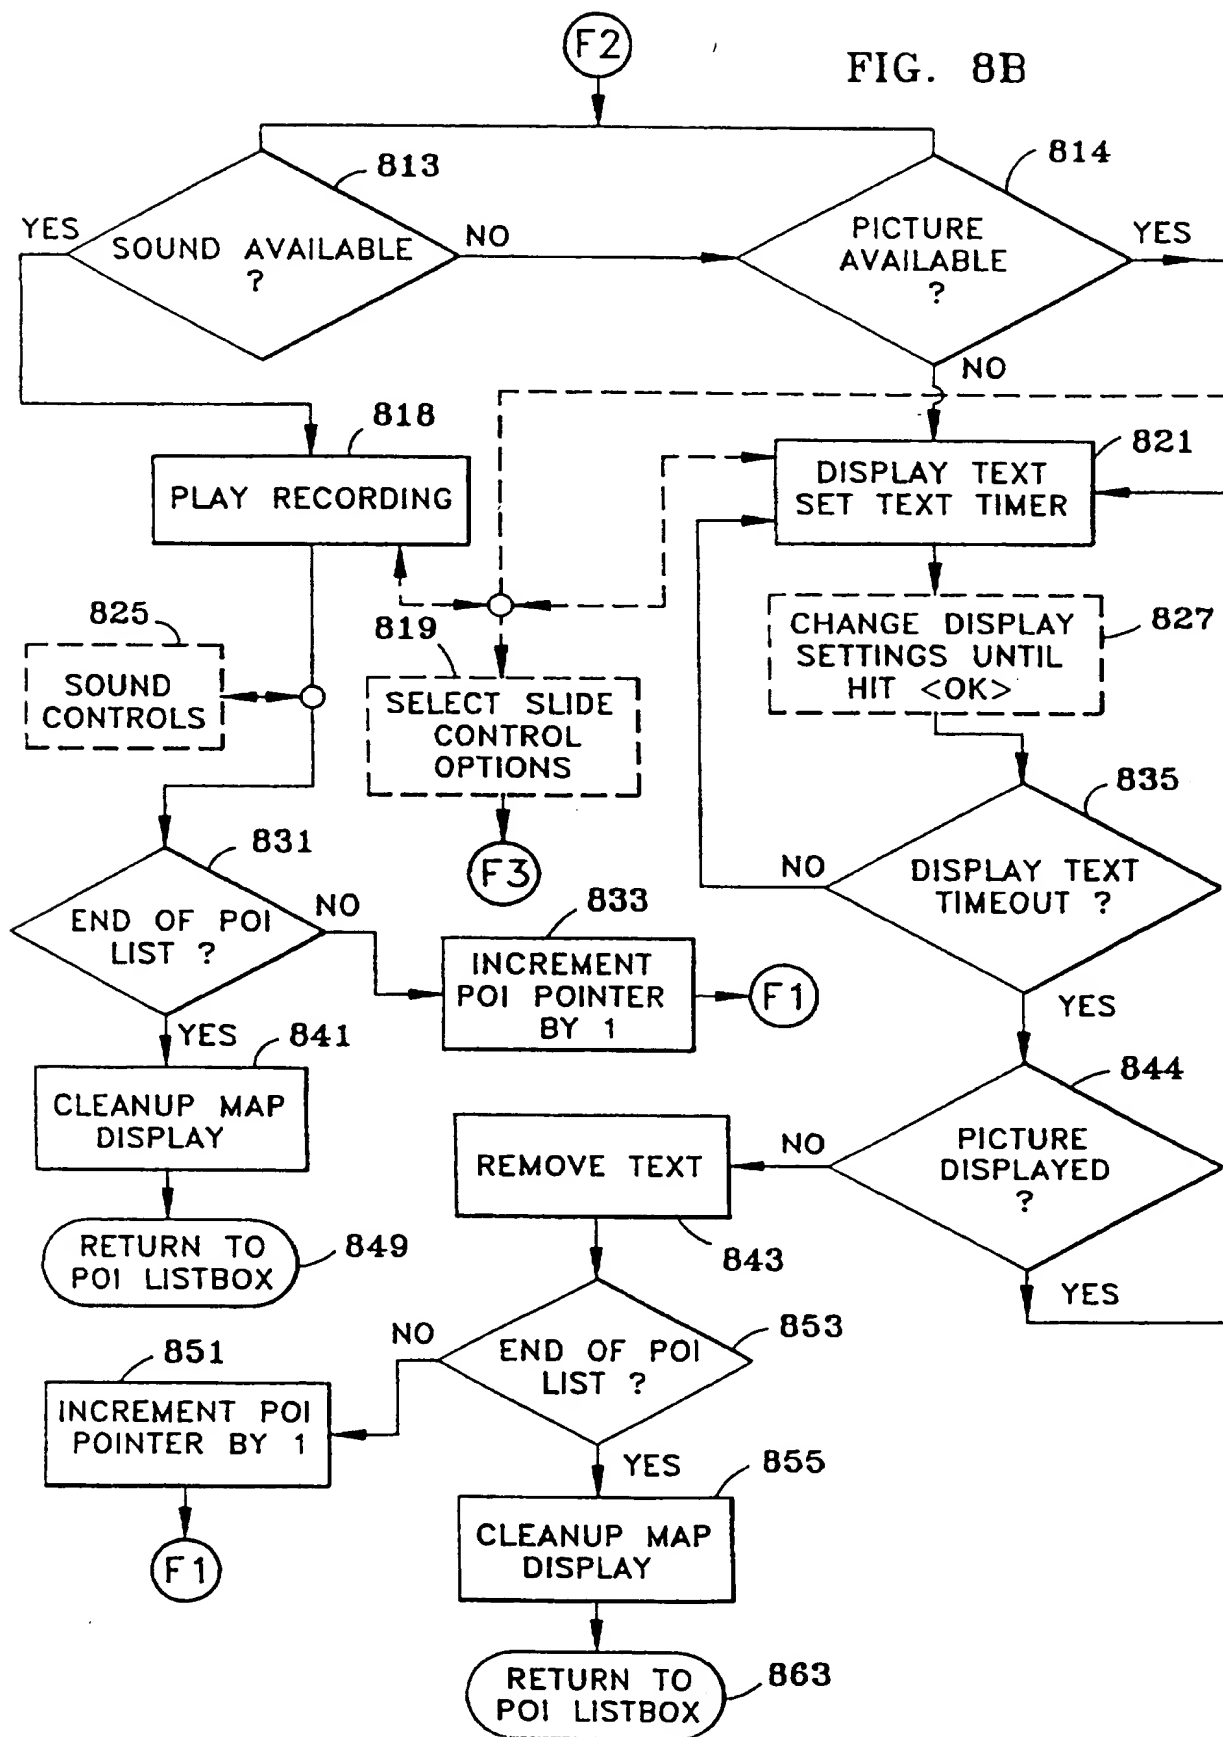 F2
FIG. 8B
813
814
YES
SOUND AVAILABLE
?
NO
PICTURE
AVAILABLE
?
YES
NO
818
PLAY RECORDING
821
DISPLAY TEXT
SET TEXT TIMER
825
SOUND
CONTROLS
819
SELECT SLIDE
CONTROL
OPTIONS
827
CHANGE DISPLAY
SETTINGS UNTIL
HIT <OK>
F3
831
END OF POI
LIST ?
NO
833
INCREMENT
POI POINTER
BY 1
F1
835
NO
DISPLAY TEXT
TIMEOUT ?
YES
YES
841
CLEANUP MAP
DISPLAY
844
PICTURE
DISPLAYED
?
NO
REMOVE TEXT
843
YES
RETURN TO
POI LISTBOX
849
851
INCREMENT POI
POINTER BY 1
NO
END OF POI
LIST ?
853
F1
YES
855
CLEANUP MAP
DISPLAY
RETURN TO
POI LISTBOX
863